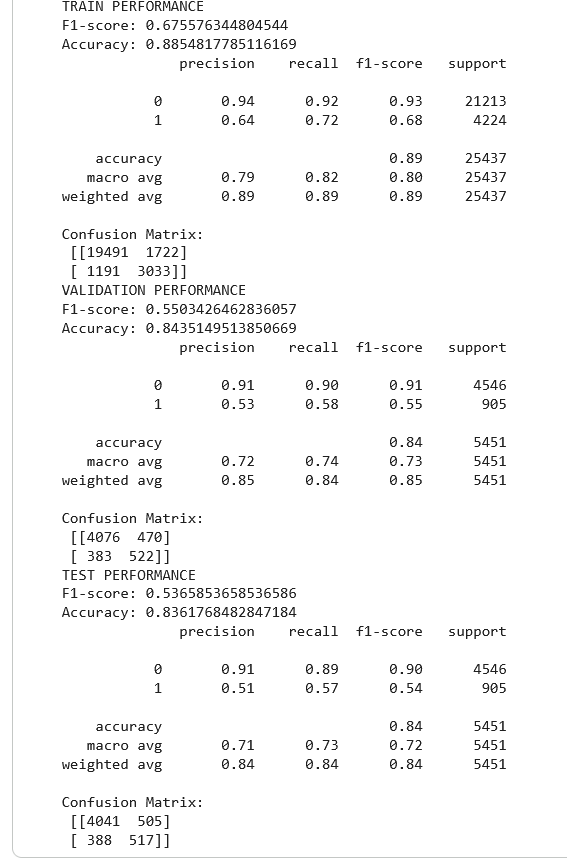 TRAIN PERFORMANCE
F1-score: 0.675576344804544
Accuracy: 0.8854817785116169
precision recall f1-score support
0 0.94 0.92 0.93 21213
1 0.64 0.72 0.68 4224
accuracy 0.89 25437
macro avg 0.79 0.82 0.80 25437
weighted avg 0.89 0.89 0.89 25437
Confusion Matrix:
[[19491 1722]
[ 1191 3033]]
VALIDATION PERFORMANCE
F1-score: 0.5503426462836057
Accuracy: 0.8435149513850669
precision recall f1-score support
0 0.91 0.90 0.91 4546
1 0.53 0.58 0.55 905
accuracy 0.84 5451
macro avg 0.72 0.74 0.73 5451
weighted avg 0.85 0.84 0.85 5451
Confusion Matrix:
[[4076 470]
[ 383 522]]
TEST PERFORMANCE
F1-score: 0.5365853658536586
Accuracy: 0.8361768482847184
precision recall f1-score support
0 0.91 0.89 0.90 4546
1 0.51 0.57 0.54 905
accuracy 0.84 5451
macro avg 0.71 0.73 0.72 5451
weighted avg 0.84 0.84 0.84 5451
Confusion Matrix:
[[4041 505]
[ 388 517]]